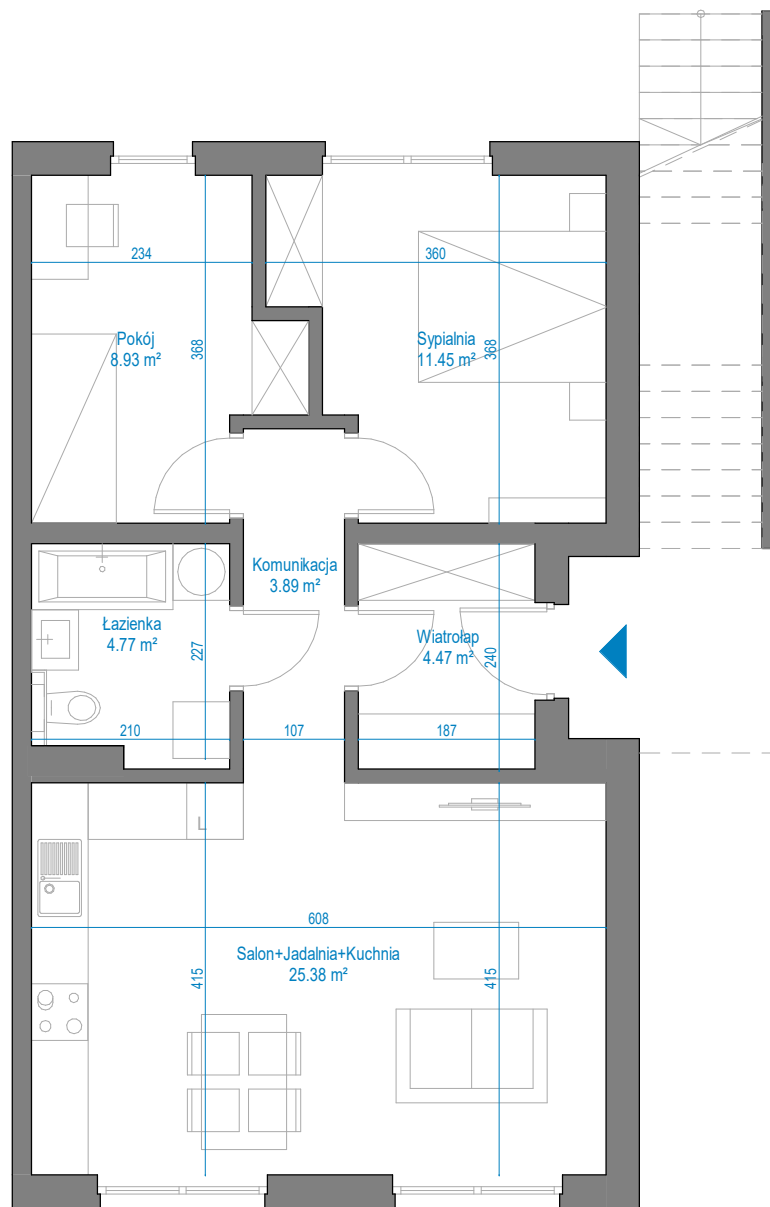 234
360
Pokój
8.93 m²
368
Sypialnia
11.45 m²
368
Komunikacja
3.89 m²
Łazienka
4.77 m²
227
Wiatrołap
4.47 m²
240
210
107
187
608
Salon+Jadalnia+Kuchnia
25.38 m²
415
415
L